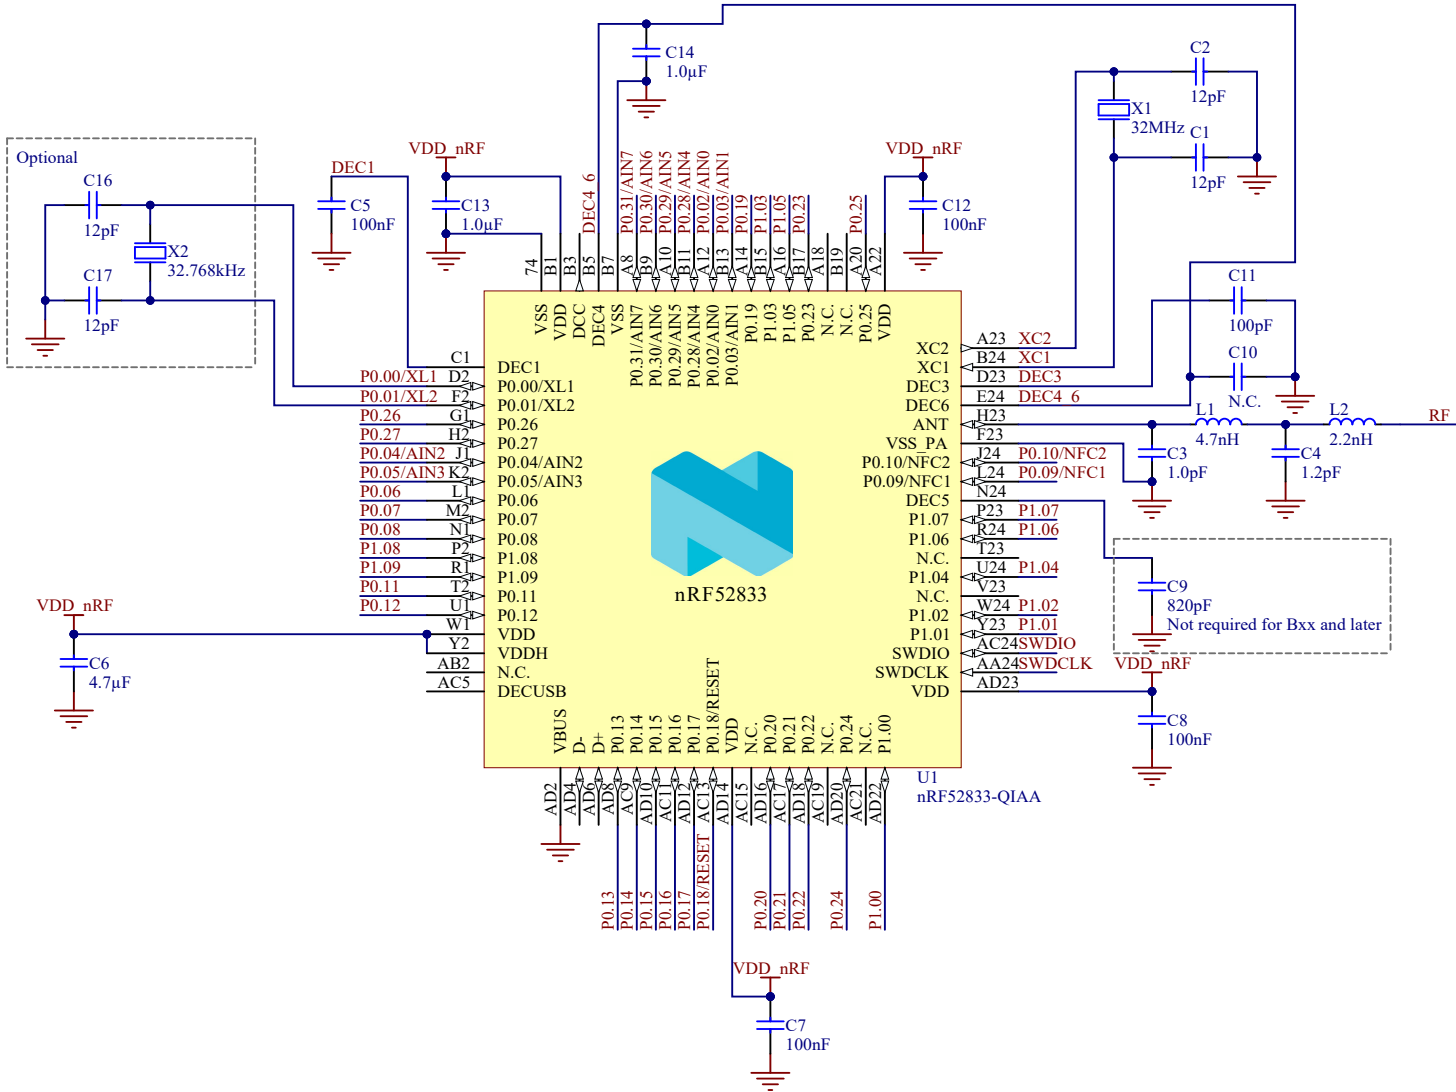 C14
1.0µF
C2
12pF
X1
32MHz
C1
12pF
Optional
C16
12pF
X2
32.768kHz
C17
12pF
DEC1
C5
100nF
VDD_nRF
C13
1.0µF
DEC4_6
P0.31/AIN7
P0.30/AIN6
P0.29/AIN5
P0.28/AIN4
P0.02/AIN0
P0.03/AIN1
P0.19
P1.03
P1.05
P0.23
P0.25
VDD_nRF
C12
100nF
74
B1
B3
B5
B7
A8
B9
A10
B11
A12
B13
A14
B15
A16
B17
A18
B19
A20
A22
VSS
VDD
DCC
DEC4
VSS
P0.31/AIN7
P0.30/AIN6
P0.29/AIN5
P0.28/AIN4
P0.02/AIN0
P0.03/AIN1
P0.19
P1.03
P1.05
P0.23
N.C.
N.C.
P0.25
VDD
C11
100pF
C10
N.C.
C1 DEC1
P0.00/XL1 D2 P0.00/XL1
P0.01/XL2 F2 P0.01/XL2
P0.26 G1 P0.26
P0.27 H2 P0.27
P0.04/AIN2 J1 P0.04/AIN2
P0.05/AIN3 K2 P0.05/AIN3
P0.06 L1 P0.06
P0.07 M2 P0.07
P0.08 N1 P0.08
P1.08 P2 P1.08
P1.09 R1 P1.09
P0.11 T2 P0.11
P0.12 U1 P0.12
W1 VDD
Y2 VDDH
AB2 N.C.
AC5 DECUSB
VDD_nRF
C6
4.7µF
nRF52833
XC2 A23 XC2
XC1 B24 XC1
DEC3 D23 DEC3
DEC6 E24 DEC4_6
ANT H23
VSS_PA F23
P0.10/NFC2 J24 P0.10/NFC2
P0.09/NFC1 L24 P0.09/NFC1
DEC5 N24
P1.07 P23 P1.07
P1.06 R24 P1.06
N.C. T23
P1.04 U24 P1.04
N.C. V23
P1.02 W24 P1.02
P1.01 Y23 P1.01
SWDIO AC24 SWDIO
SWDCLK AA24 SWDCLK
VDD AD23
L1
4.7nH
L2
2.2nH
RF
C3
1.0pF
C4
1.2pF
C9
820pF
Not required for Bxx and later
VDD_nRF
C8
100nF
VBUS
D-
D+
P0.13
P0.14
P0.15
P0.16
P0.17
P0.18/RESET
VDD
N.C.
P0.20
P0.21
P0.22
N.C.
P0.24
N.C.
P1.00
U1
nRF52833-QIAA
AD2
AD4
AD6
AD8
AC9
AD10
AC11
AD12
AC13
AD14
AC15
AD16
AC17
AD18
AC19
AD20
AC21
AD22
P0.13
P0.14
P0.15
P0.16
P0.17
P0.18/RESET
P0.20
P0.21
P0.22
P0.24
P1.00
VDD_nRF
C7
100nF